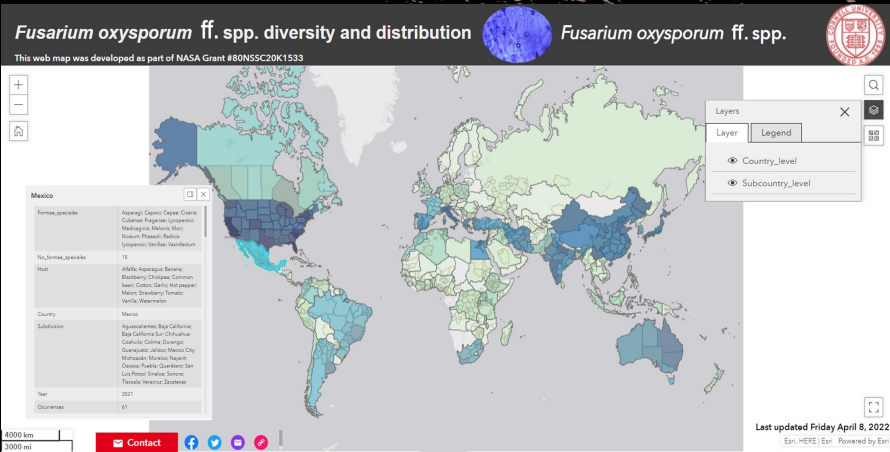 Fusarium oxysporum ff. spp. diversity and distribution
Fusarium oxysporum ff. spp.
This web map was developed as part of NASA Grant #80NSSC20K1533
CORNELL UNIVERSITY
FOUNDED A.D.
Layers
Layer
Legend
Country_level
Subcountry_level
Mexico
Formae_speciales
Asparagi; Capsici; Cepae; Ciceris;
Cubense; Fragariae; Lycopersici;
Medicaginis; Melonis; Mori;
Niveum; Phaseoli; Radicis-
lycopersici; Vanillae; Vasinfectum
No_formae_speciales
15
Host
Alfalfa; Asparagus; Banana;
Blackberry; Chickpea; Common
bean; Cotton; Garlic; Hot pepper;
Melon; Strawberry; Tomato;
Vanilla; Watermelon
Country
Mexico
Subdivision
Aguascalientes; Baja California;
Baja California Sur; Chihuahua;
Coahuila; Colima; Durango;
Guanajuato; Jalisco; Mexico City;
Michoacán; Morelos; Nayarit;
Oaxaca; Puebla; Querétaro; San
Luis Potosí; Sinaloa; Sonora;
Tlaxcala; Veracruz; Zacatecas
Year
2021
Ocurrences
61
4000 km
3000 mi
Contact
Last updated Friday April 8, 2022
Esri, HERE | Esri Powered by Esri